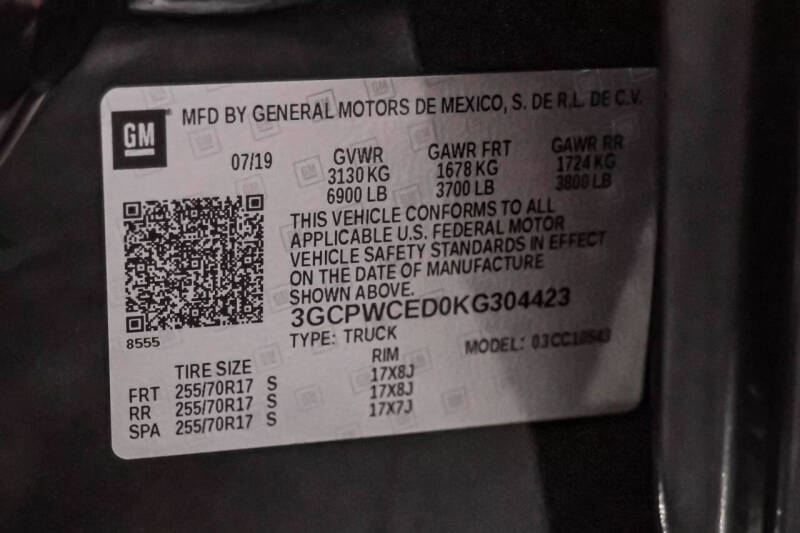 GM
MFD BY GENERAL MOTORS DE MEXICO, S. DE R.L. DE C.V.
07/19
GVWR GAWR FRT GAWR RR
3130 KG 1678 KG 1724 KG
6900 LB 3700 LB 3800 LB
THIS VEHICLE CONFORMS TO ALL
APPLICABLE U.S. FEDERAL MOTOR
VEHICLE SAFETY STANDARDS IN EFFECT
ON THE DATE OF MANUFACTURE
SHOWN ABOVE.
3GCPWCED0KG304423
8555
TYPE: TRUCK MODEL:
TIRE SIZE RIM
FRT 255/70R17 S 17X8J
RR 255/70R17 S 17X8J
SPA 255/70R17 S 17X7J